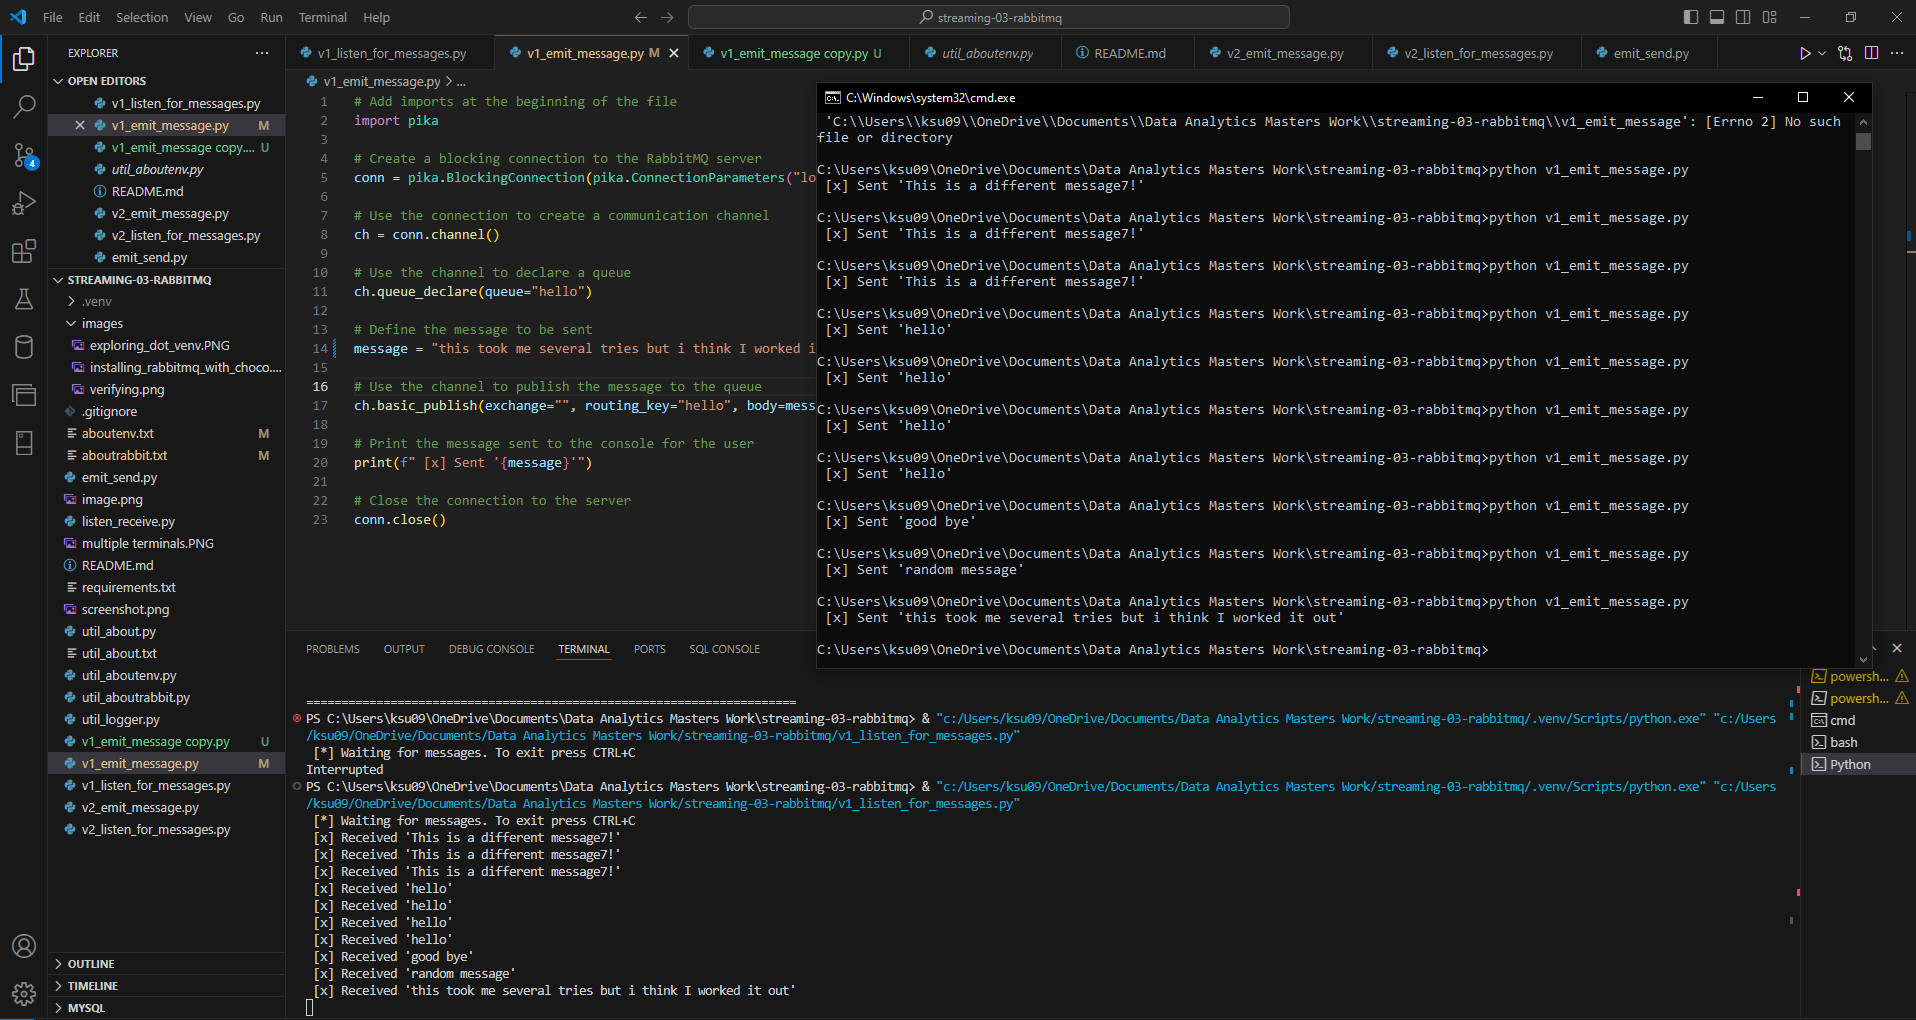 File Edit Selection View Go Run Terminal Help
streaming-03-rabbitmq
EXPLORER
OPEN EDITORS
v1_listen_for_messages.py
v1_emit_message.py M
v1_emit_message copy.... U
util_aboutenv.py
README.md
v2_emit_message.py
v2_listen_for_messages.py
emit_send.py
STREAMING-03-RABBITMQ
.venv
images
exploring_dot_venv.PNG
installing_rabbitmq_with_choco....
verifying.png
.gitignore
aboutenv.txt M
aboutrabbit.txt M
emit_send.py
image.png
listen_receive.py
multiple terminals.PNG
README.md
requirements.txt
screenshot.png
util_about.py
util_about.txt
util_aboutenv.py
util_aboutrabbit.py
util_logger.py
v1_emit_message copy.py U
v1_emit_message.py M
v1_listen_for_messages.py
v2_emit_message.py
v2_listen_for_messages.py
OUTLINE
TIMELINE
MYSQL
4
v1_listen_for_messages.py v1_emit_message.py M v1_emit_message copy.py U util_aboutenv.py README.md v2_emit_message.py v2_listen_for_messages.py emit_send.py
v1_emit_message.py > ...
1 # Add imports at the beginning of the file
2 import pika
3
4 # Create a blocking connection to the RabbitMQ server
5 conn = pika.BlockingConnection(pika.ConnectionParameters("lo
6
7 # Use the connection to create a communication channel
8 ch = conn.channel()
9
10 # Use the channel to declare a queue
11 ch.queue_declare(queue="hello")
12
13 # Define the message to be sent
14 message = "this took me several tries but i think I worked i
15
16 # Use the channel to publish the message to the queue
17 ch.basic_publish(exchange="", routing_key="hello", body=mess
18
19 # Print the message sent to the console for the user
20 print(f" [x] Sent '{message}'")
21
22 # Close the connection to the server
23 conn.close()
C:\Windows\system32\cmd.exe
'C:\\Users\\ksu09\\OneDrive\\Documents\\Data Analytics Masters Work\\streaming-03-rabbitmq\\v1_emit_message': [Errno 2] No such
file or directory
C:\Users\ksu09\OneDrive\Documents\Data Analytics Masters Work\streaming-03-rabbitmq>python v1_emit_message.py
[x] Sent 'This is a different message7!'
C:\Users\ksu09\OneDrive\Documents\Data Analytics Masters Work\streaming-03-rabbitmq>python v1_emit_message.py
[x] Sent 'This is a different message7!'
C:\Users\ksu09\OneDrive\Documents\Data Analytics Masters Work\streaming-03-rabbitmq>python v1_emit_message.py
[x] Sent 'This is a different message7!'
C:\Users\ksu09\OneDrive\Documents\Data Analytics Masters Work\streaming-03-rabbitmq>python v1_emit_message.py
[x] Sent 'hello'
C:\Users\ksu09\OneDrive\Documents\Data Analytics Masters Work\streaming-03-rabbitmq>python v1_emit_message.py
[x] Sent 'hello'
C:\Users\ksu09\OneDrive\Documents\Data Analytics Masters Work\streaming-03-rabbitmq>python v1_emit_message.py
[x] Sent 'hello'
C:\Users\ksu09\OneDrive\Documents\Data Analytics Masters Work\streaming-03-rabbitmq>python v1_emit_message.py
[x] Sent 'hello'
C:\Users\ksu09\OneDrive\Documents\Data Analytics Masters Work\streaming-03-rabbitmq>python v1_emit_message.py
[x] Sent 'good bye'
C:\Users\ksu09\OneDrive\Documents\Data Analytics Masters Work\streaming-03-rabbitmq>python v1_emit_message.py
[x] Sent 'random message'
C:\Users\ksu09\OneDrive\Documents\Data Analytics Masters Work\streaming-03-rabbitmq>python v1_emit_message.py
[x] Sent 'this took me several tries but i think I worked it out'
C:\Users\ksu09\OneDrive\Documents\Data Analytics Masters Work\streaming-03-rabbitmq>
PROBLEMS OUTPUT DEBUG CONSOLE TERMINAL PORTS SQL CONSOLE
================================================================
PS C:\Users\ksu09\OneDrive\Documents\Data Analytics Masters Work\streaming-03-rabbitmq> & "c:/Users/ksu09/OneDrive/Documents/Data Analytics Masters Work/streaming-03-rabbitmq/.venv/Scripts/python.exe" "c:/Users
/ksu09/OneDrive/Documents/Data Analytics Masters Work/streaming-03-rabbitmq/v1_listen_for_messages.py"
[*] Waiting for messages. To exit press CTRL+C
Interrupted
PS C:\Users\ksu09\OneDrive\Documents\Data Analytics Masters Work\streaming-03-rabbitmq> & "c:/Users/ksu09/OneDrive/Documents/Data Analytics Masters Work/streaming-03-rabbitmq/.venv/Scripts/python.exe" "c:/Users
/ksu09/OneDrive/Documents/Data Analytics Masters Work/streaming-03-rabbitmq/v1_listen_for_messages.py"
[*] Waiting for messages. To exit press CTRL+C
[x] Received 'This is a different message7!'
[x] Received 'This is a different message7!'
[x] Received 'This is a different message7!'
[x] Received 'hello'
[x] Received 'hello'
[x] Received 'hello'
[x] Received 'hello'
[x] Received 'good bye'
[x] Received 'random message'
[x] Received 'this took me several tries but i think I worked it out'
powersh...
powersh...
cmd
bash
Python